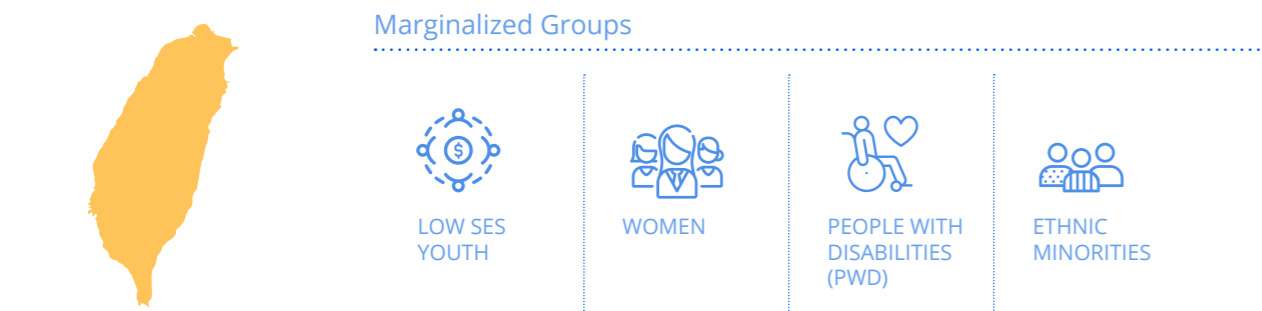 Marginalized Groups
$
LOW SES
YOUTH
WOMEN
PEOPLE WITH
DISABILITIES
(PWD)
ETHNIC
MINORITIES